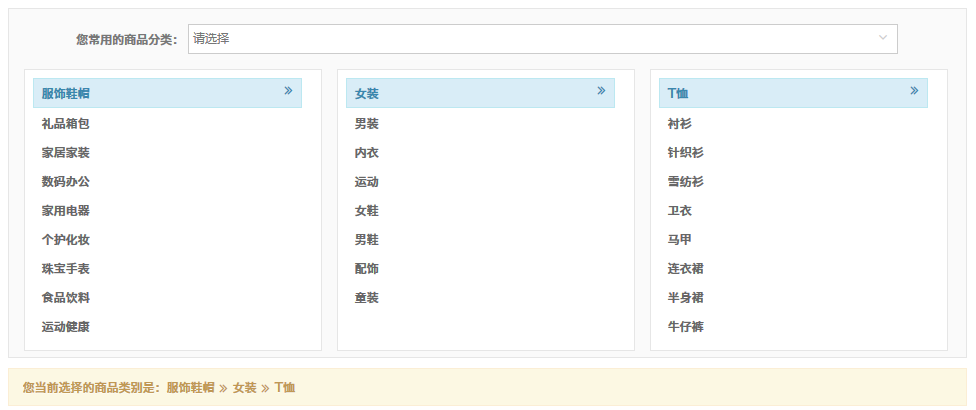 您常用的商品分类： 请选择
服饰鞋帽 »
礼品箱包
家居家装
数码办公
家用电器
个护化妆
珠宝手表
食品饮料
运动健康
女装 »
男装
内衣
运动
女鞋
男鞋
配饰
童装
T恤 »
衬衫
针织衫
雪纺衫
卫衣
马甲
连衣裙
半身裙
牛仔裤
您当前选择的商品类别是：服饰鞋帽 » 女装 » T恤